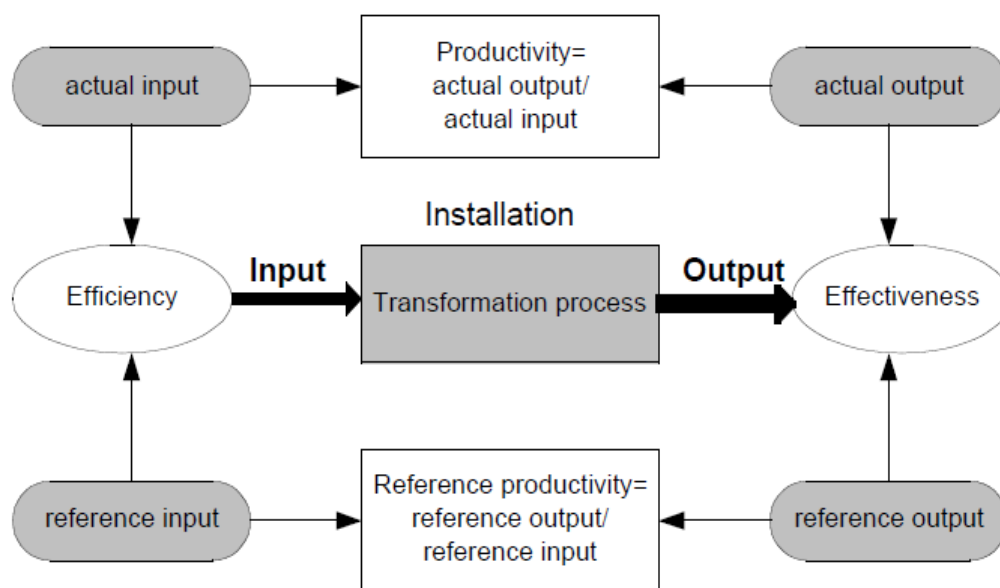 actual input
Productivity=
actual output/
actual input
actual output
Installation
Efficiency
Input
Transformation process
Output
Effectiveness
reference input
Reference productivity=
reference output/
reference input
reference output